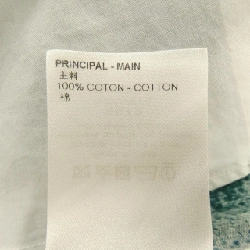 PRINCIPAL - MAIN
主料
100% COTON - COTTON
棉